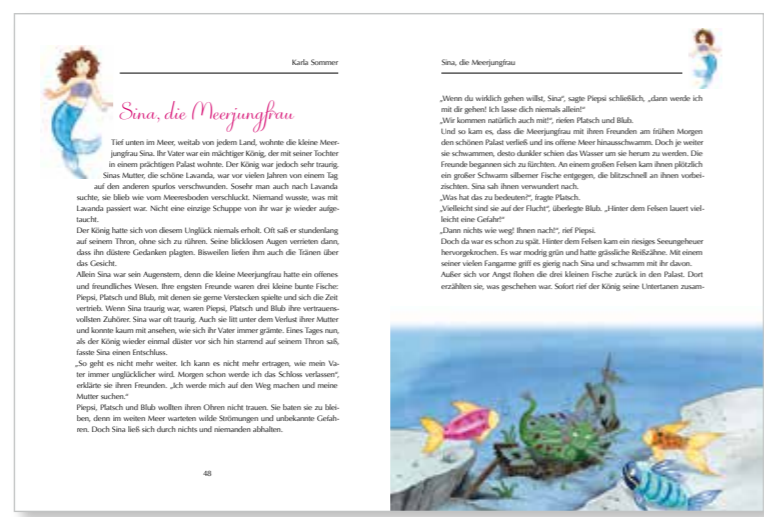 Karla Sommer
Sina, die Meerjungfrau
Tief unten im Meer, weitab von jedem Land, wohnte die kleine Meer-
jungfrau Sina. Ihr Vater war ein mächtiger König, der mit seiner Tochter
in einem prächtigen Palast wohnte. Der König war jedoch sehr traurig.
Sinas Mutter, die schöne Lavanda, war vor vielen Jahren von einem Tag
auf den anderen spurlos verschwunden. Sosehr man auch nach Lavanda
suchte, sie blieb wie vom Meeresboden verschluckt. Niemand wusste, was mit
Lavanda passiert war. Nicht eine einzige Schuppe von ihr war je wieder aufge-
taucht.
Der König hatte sich von diesem Unglück niemals erholt. Oft saß er stundenlang
auf seinem Thron, ohne sich zu rühren. Seine blicklosen Augen verrieten dann,
dass ihn düstere Gedanken plagten. Bisweilen liefen ihm auch die Tränen über
das Gesicht.
Allein Sina war sein Augenstern, denn die kleine Meerjungfrau hatte ein offenes
und freundliches Wesen. Ihre engsten Freunde waren drei kleine bunte Fische:
Piepsi, Platsch und Blub, mit denen sie gerne Verstecken spielte und sich die Zeit
vertrieb. Wenn Sina traurig war, waren Piepsi, Platsch und Blub ihre vertrauens-
vollsten Zuhörer. Sina war oft traurig. Auch sie litt unter dem Verlust ihrer Mutter
und konnte kaum mit ansehen, wie sich ihr Vater immer grämte. Eines Tages nun,
als der König wieder einmal düster vor sich hin starrend auf seinem Thron saß,
fasste Sina einen Entschluss.
„So geht es nicht mehr weiter. Ich kann es nicht mehr ertragen, wie mein Va-
ter immer unglücklicher wird. Morgen schon werde ich das Schloss verlassen“,
erklärte sie ihren Freunden. „Ich werde mich auf den Weg machen und meine
Mutter suchen.“
Piepsi, Platsch und Blub wollten ihren Ohren nicht trauen. Sie baten sie zu blei-
ben, denn im weiten Meer warteten wilde Strömungen und unbekannte Gefah-
ren. Doch Sina ließ sich durch nichts und niemanden abhalten.
48
Sina, die Meerjungfrau
„Wenn du wirklich gehen willst, Sina“, sagte Piepsi schließlich, „dann werde ich
mit dir gehen! Ich lasse dich niemals allein!“
„Wir kommen natürlich auch mit!“, riefen Platsch und Blub.
Und so kam es, dass die Meerjungfrau mit ihren Freunden am frühen Morgen
den schönen Palast verließ und ins offene Meer hinausschwamm. Doch je weiter
sie schwammen, desto dunkler schien das Wasser um sie herum zu werden. Die
Freunde begannen sich zu fürchten. An einem großen Felsen kam ihnen plötzlich
ein großer Schwarm silberner Fische entgegen, die blitzschnell an ihnen vorbei-
zischten. Sina sah ihnen verwundert nach.
„Was hat das zu bedeuten?“, fragte Platsch.
„Vielleicht sind sie auf der Flucht“, überlegte Blub. „Hinter dem Felsen lauert viel-
leicht eine Gefahr!“
„Dann nichts wie weg! Ihnen nach!“, rief Piepsi.
Doch da war es schon zu spät. Hinter dem Felsen kam ein riesiges Seeungeheuer
hervorgekrochen. Es war modrig grün und hatte grässliche Reißzähne. Mit einem
seiner vielen Fangarme griff es gierig nach Sina und schwamm mit ihr davon.
Außer sich vor Angst flohen die drei kleinen Fische zurück in den Palast. Dort
erzählten sie, was geschehen war. Sofort rief der König seine Untertanen zusam-